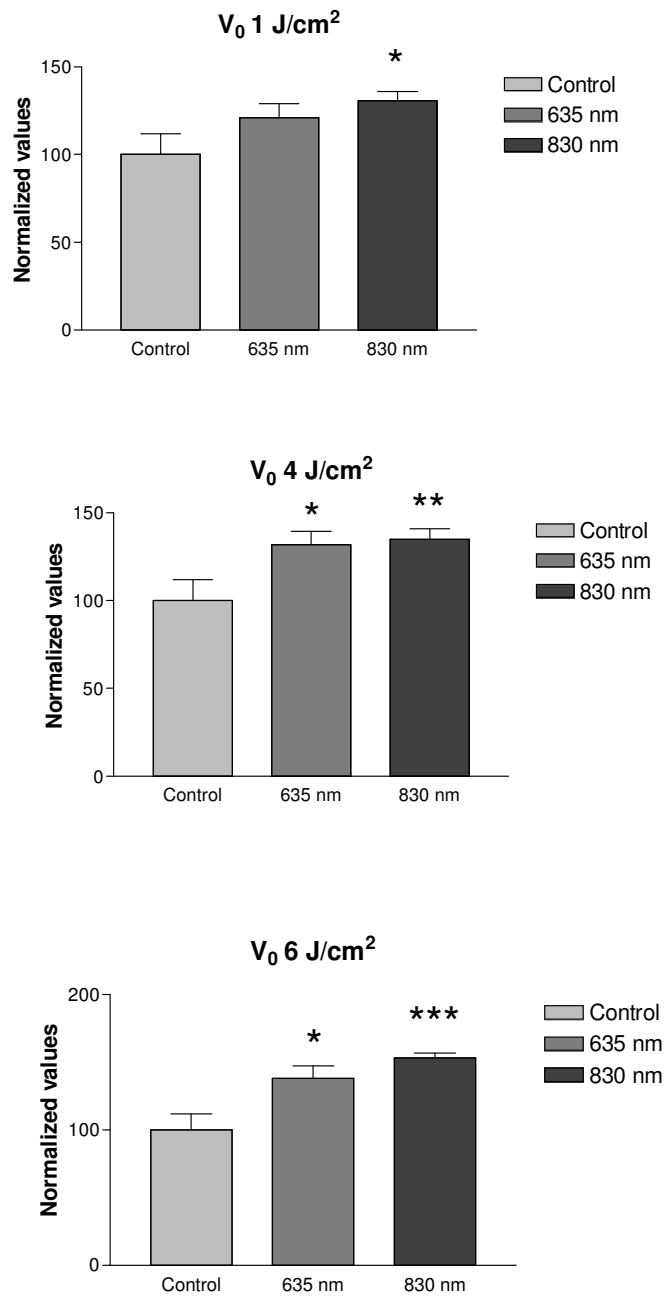 V₀ 1 J/cm²
*
150
100
50
0
Normalized values
Control
635 nm
830 nm
Control 635 nm 830 nm
V₀ 4 J/cm²
* **
150
100
50
0
Normalized values
Control
635 nm
830 nm
Control 635 nm 830 nm
V₀ 6 J/cm²
* ***
200
100
0
Normalized values
Control
635 nm
830 nm
Control 635 nm 830 nm